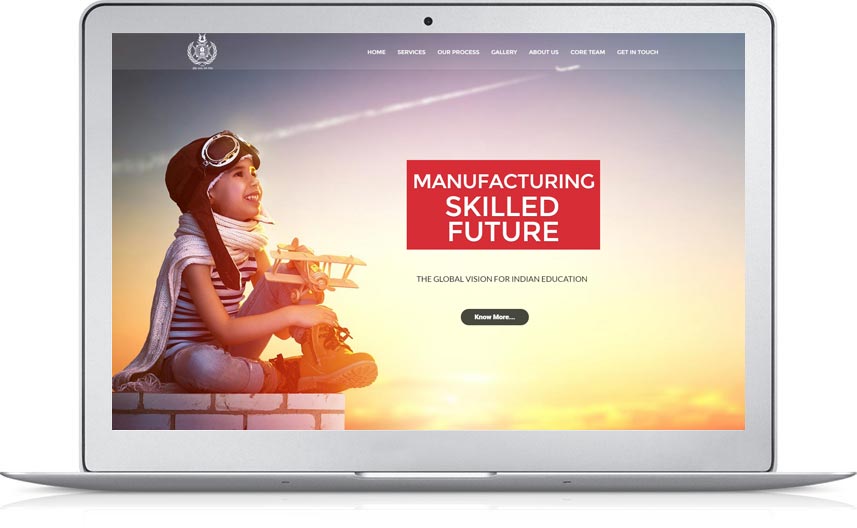 HOME SERVICES OUR PROCESS GALLERY ABOUT US CORE TEAM GET IN TOUCH
MANUFACTURING
SKILLED
FUTURE
THE GLOBAL VISION FOR INDIAN EDUCATION
Know More...